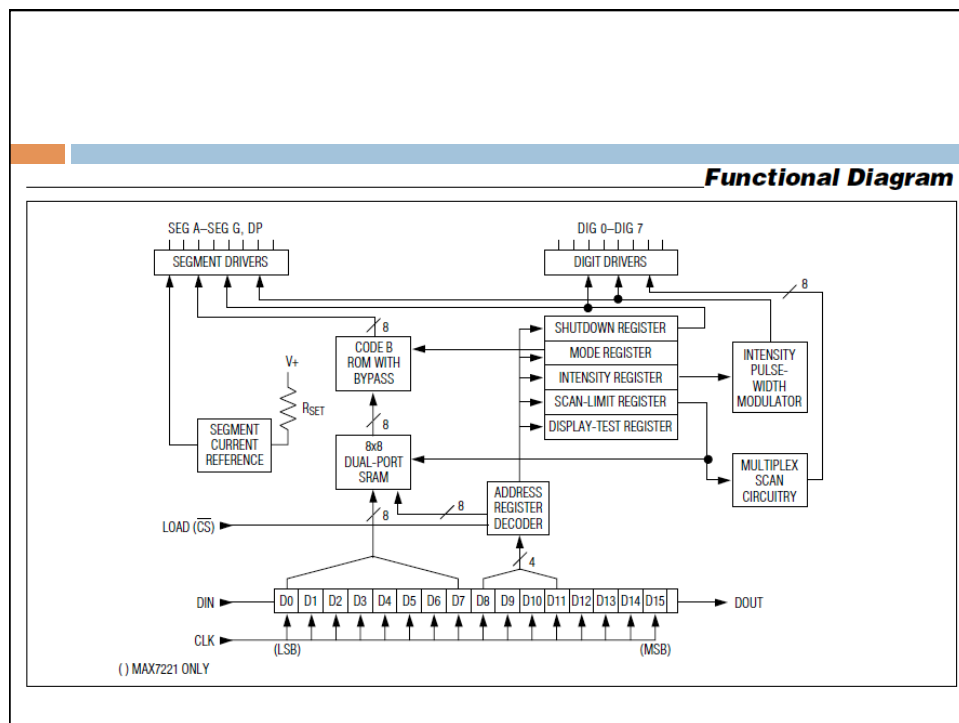 Functional Diagram
SEG A–SEG G, DP
DIG 0–DIG 7
SEGMENT DRIVERS
DIGIT DRIVERS
8
8
CODE B
ROM WITH
BYPASS
SHUTDOWN REGISTER
MODE REGISTER
INTENSITY REGISTER
SCAN-LIMIT REGISTER
DISPLAY-TEST REGISTER
INTENSITY
PULSE-
WIDTH
MODULATOR
V+
RSET
SEGMENT
CURRENT
REFERENCE
8
8x8
DUAL-PORT
SRAM
MULTIPLEX
SCAN
CIRCUITRY
ADDRESS
REGISTER
DECODER
8
8
LOAD (CS)
4
DIN
D0 D1 D2 D3 D4 D5 D6 D7 D8 D9 D10 D11 D12 D13 D14 D15
DOUT
CLK
(LSB)
(MSB)
( ) MAX7221 ONLY